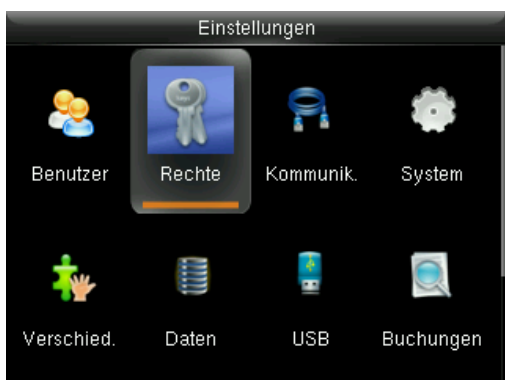 Einstellungen
Benutzer
Rechte
Kommunik.
System
Verschied.
Daten
USB
Buchungen